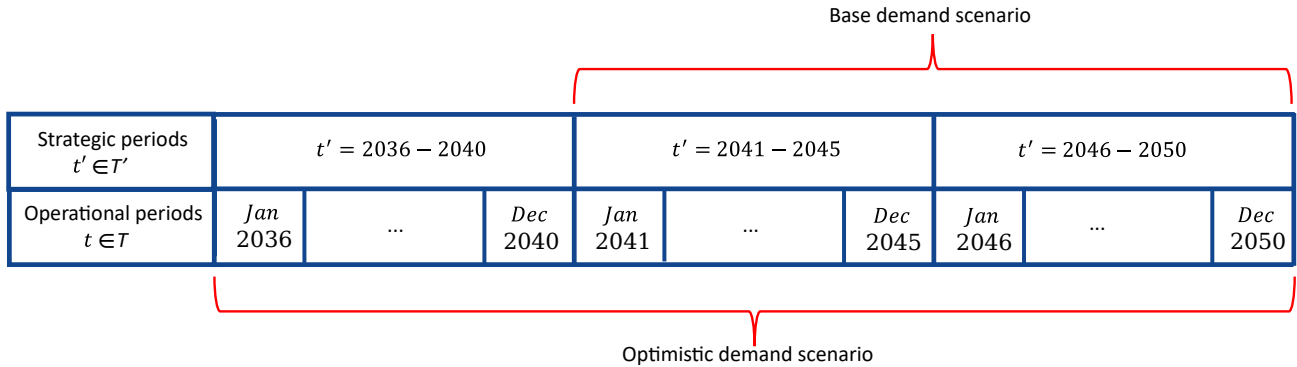 Base demand scenario
Strategic periods
t′ ∈T′
t′ = 2036 − 2040
t′ = 2041 − 2045
t′ = 2046 − 2050
Operational periods
t ∈T
Jan
2036
...
Dec
2040
Jan
2041
...
Dec
2045
Jan
2046
...
Dec
2050
Optimistic demand scenario